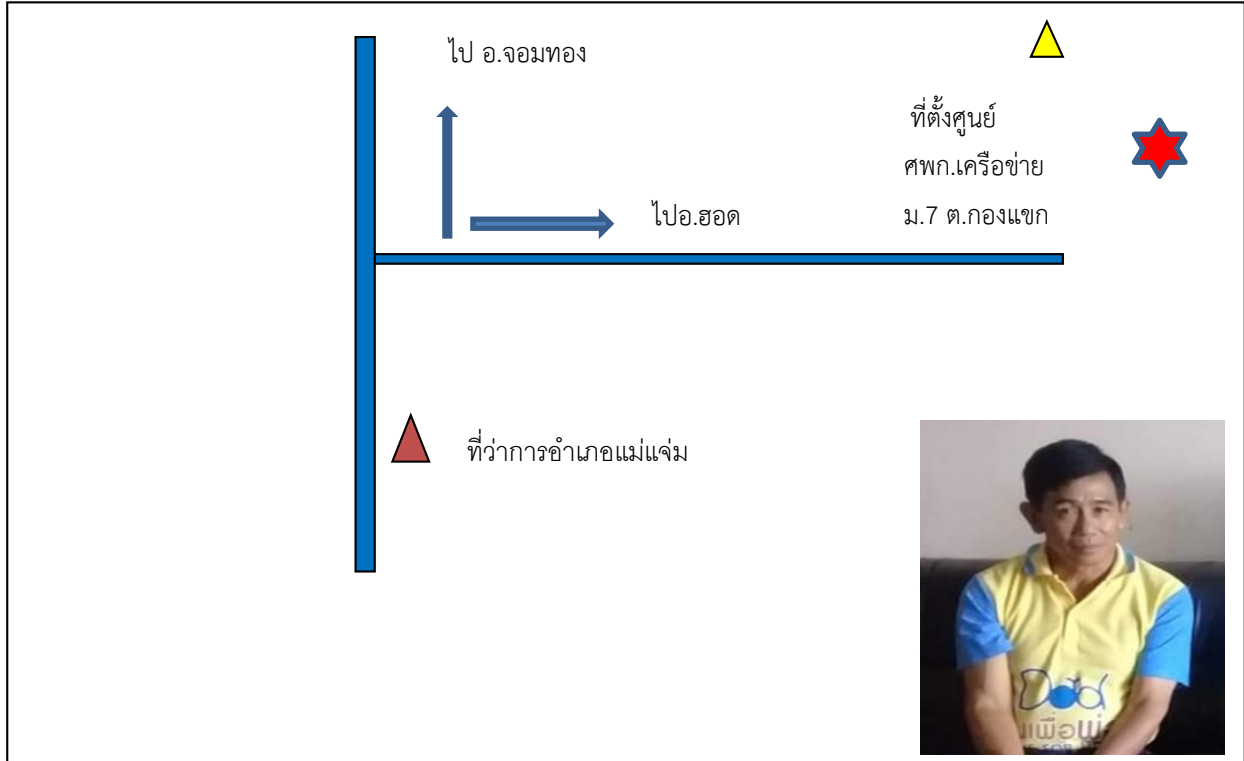 ไป อ.จอมทอง
ที่ตั้งศูนย์
ศพก.เครือข่าย
ม.7 ต.กองแขก
ไปอ.ฮอด
ที่ว่าการอำเภอแม่แจ่ม